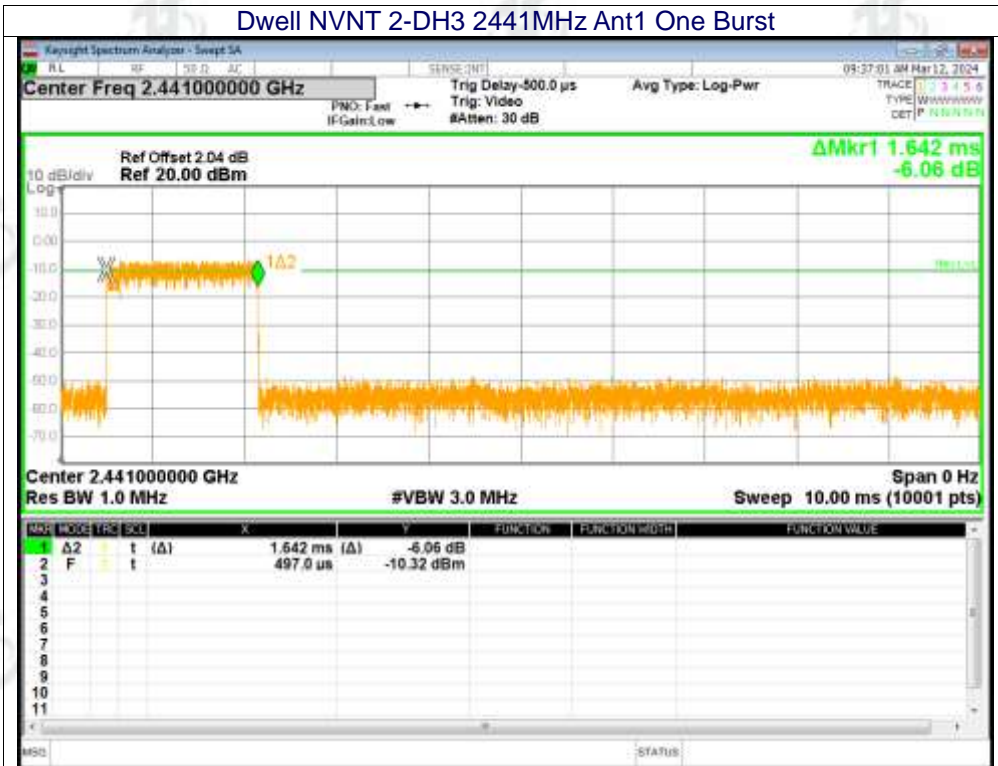 Dwell NVNT 2-DH3 2441MHz Ant1 One Burst
Keysight Spectrum Analyzer - Swept SA
RL RF 50 Ω AC SENSE:INT 09:37:01 AM Mar 12, 2024
Center Freq 2.441000000 GHz Trig Delay-500.0 µs Avg Type: Log-Pwr TRACE 1 2 3 4 5 6
PNO: Fast Trig: Video TYPE WWWWWW
IFGain:Low #Atten: 30 dB DET P N N N N N
ΔMkr1 1.642 ms
-6.06 dB
Ref Offset 2.04 dB
10 dB/div Ref 20.00 dBm
Log
10.0
0.00
-10.0
-20.0
-30.0
-40.0
-50.0
-60.0
-70.0
1Δ2
Center 2.441000000 GHz Span 0 Hz
Res BW 1.0 MHz #VBW 3.0 MHz Sweep 10.00 ms (10001 pts)
MKR MODE TRC SCL X Y FUNCTION FUNCTION WIDTH FUNCTION VALUE
1 Δ2 1 t (Δ) 1.642 ms (Δ) -6.06 dB
2 F 1 t 497.0 µs -10.32 dBm
3
4
5
6
7
8
9
10
11
MSG STATUS